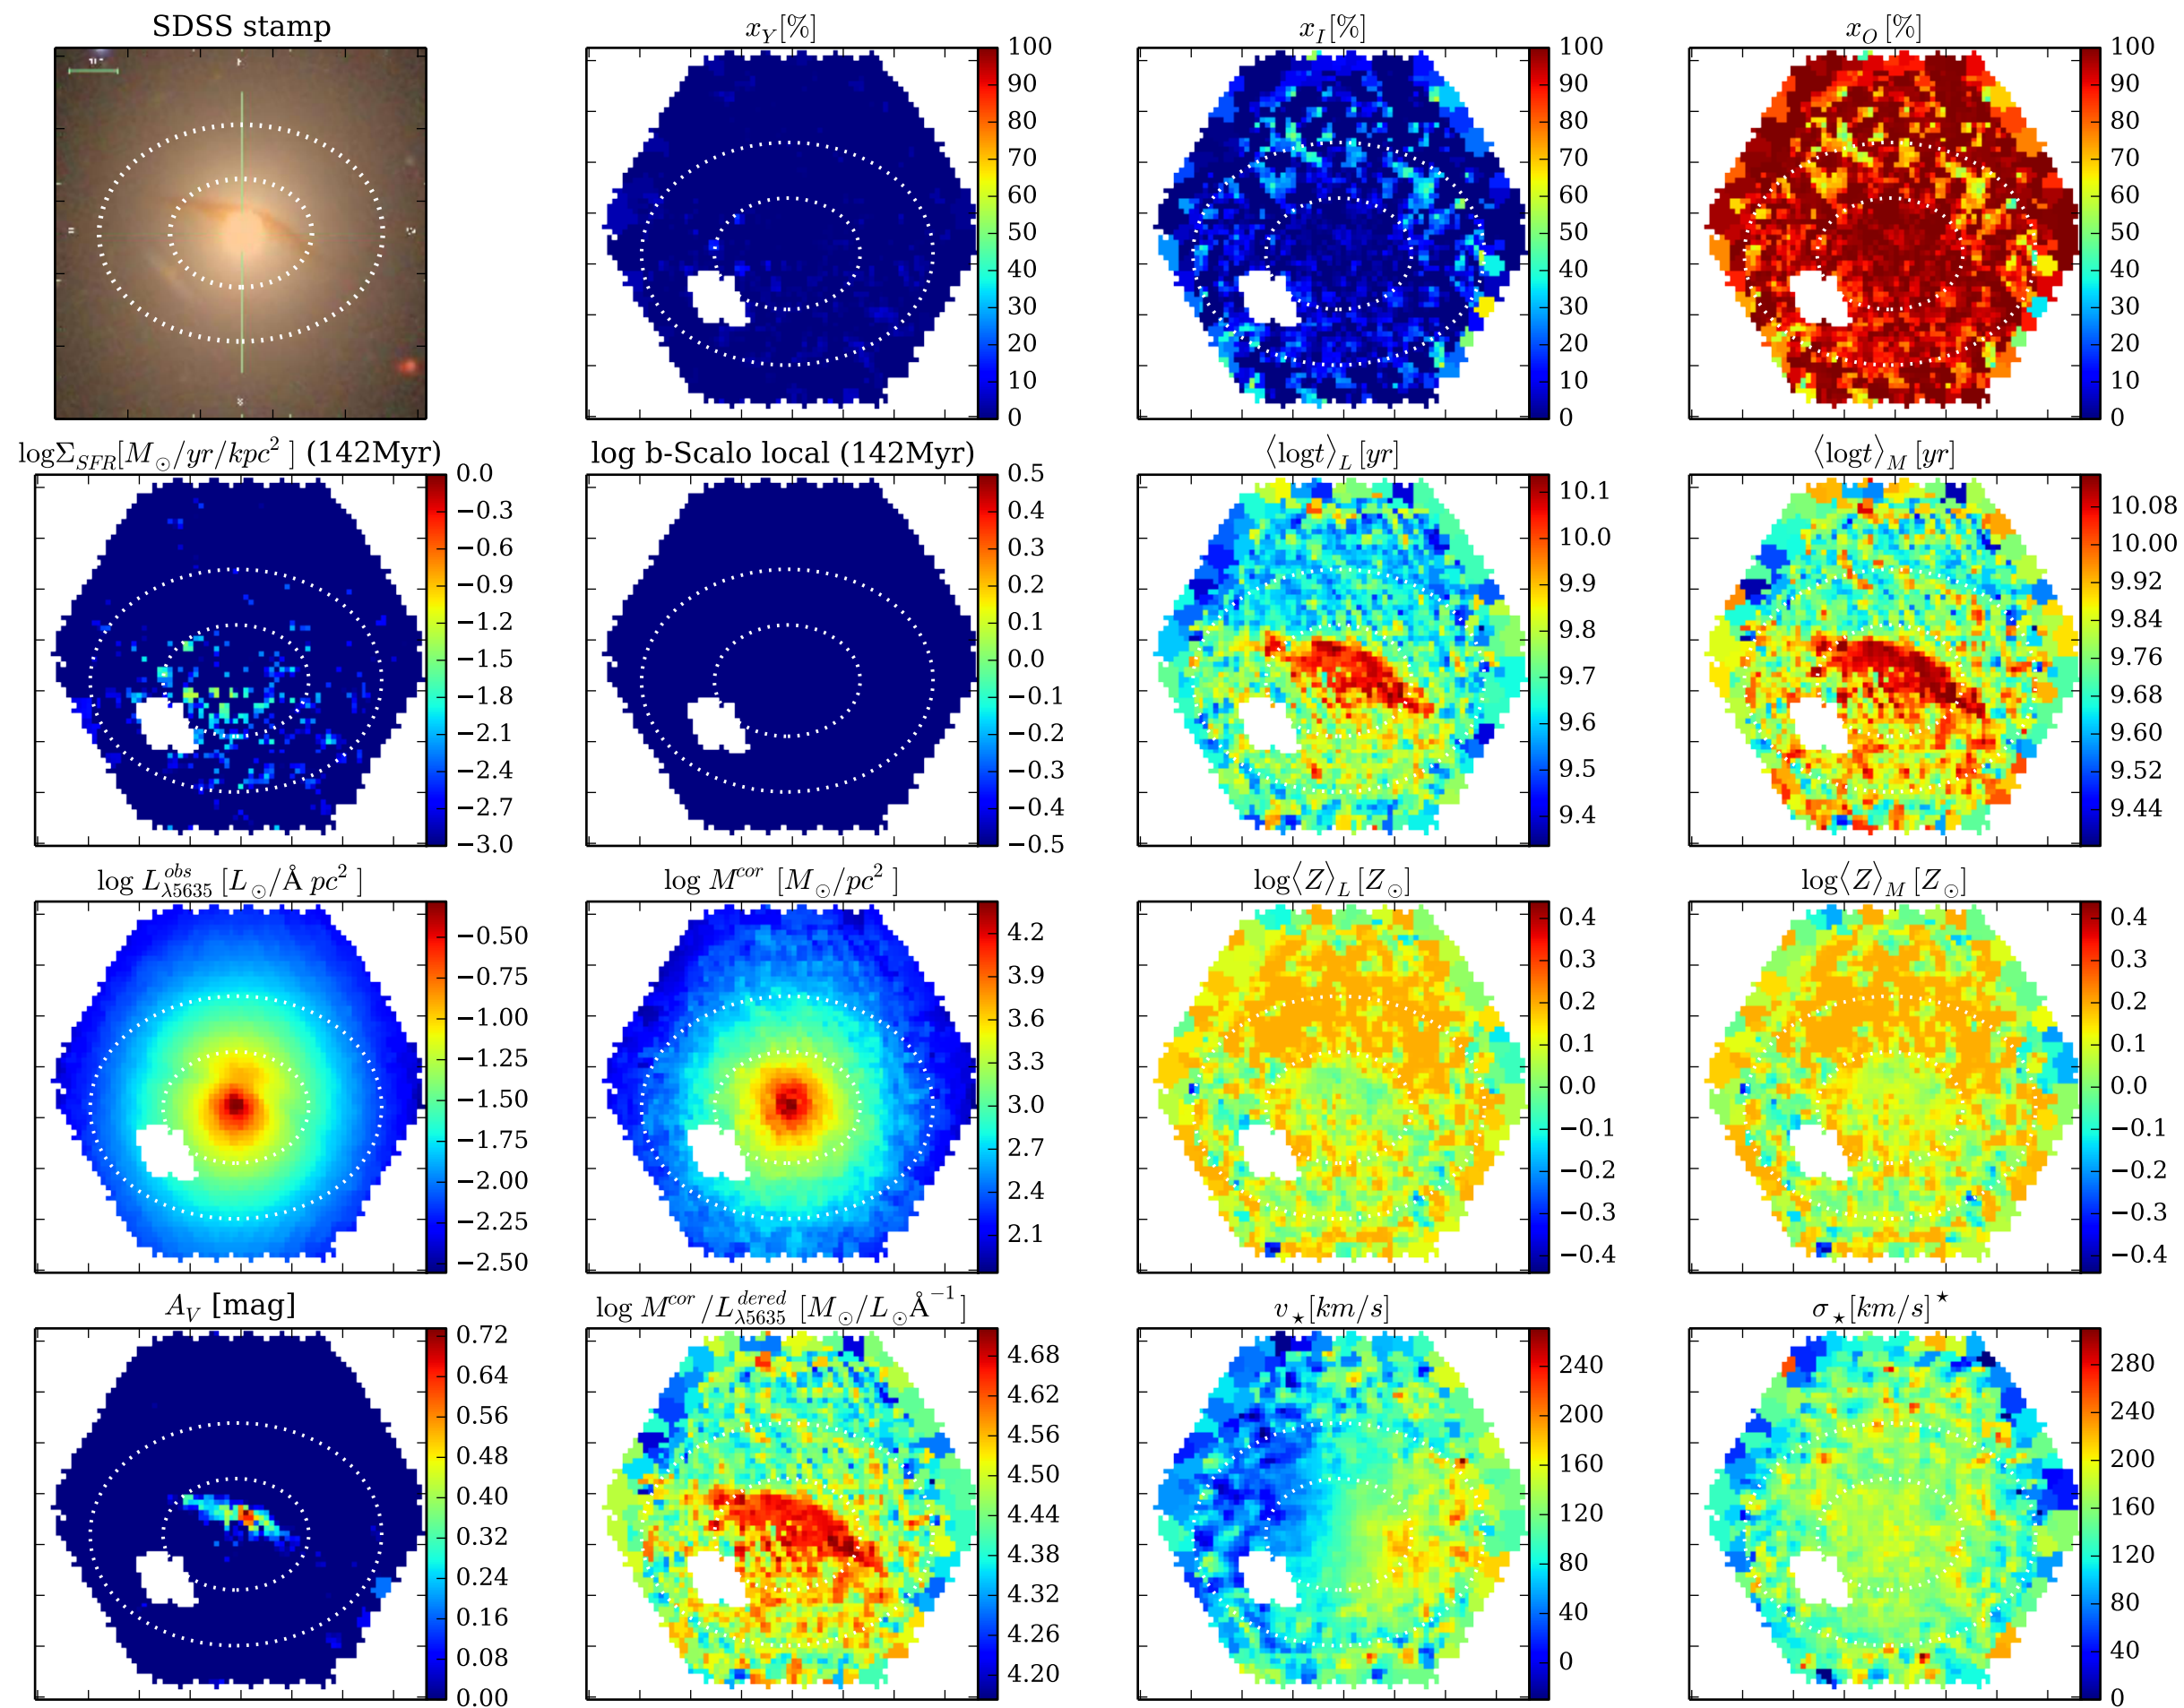 SDSS stamp
x_Y[%]
x_I[%]
x_O[%]
100 90 80 70 60 50 40 30 20 10 0
100 90 80 70 60 50 40 30 20 10 0
100 90 80 70 60 50 40 30 20 10 0
logΣ_SFR[M_⊙/yr/kpc²] (142Myr)
log b-Scalo local (142Myr)
⟨logt⟩_L [yr]
⟨logt⟩_M [yr]
0.0 −0.3 −0.6 −0.9 −1.2 −1.5 −1.8 −2.1 −2.4 −2.7 −3.0
0.5 0.4 0.3 0.2 0.1 0.0 −0.1 −0.2 −0.3 −0.4 −0.5
10.1 10.0 9.9 9.8 9.7 9.6 9.5 9.4
10.08 10.00 9.92 9.84 9.76 9.68 9.60 9.52 9.44
log L^obs_λ5635 [L_⊙/Å pc²]
log M^cor [M_⊙/pc²]
log⟨Z⟩_L [Z_⊙]
log⟨Z⟩_M [Z_⊙]
−0.50 −0.75 −1.00 −1.25 −1.50 −1.75 −2.00 −2.25 −2.50
4.2 3.9 3.6 3.3 3.0 2.7 2.4 2.1
0.4 0.3 0.2 0.1 0.0 −0.1 −0.2 −0.3 −0.4
0.4 0.3 0.2 0.1 0.0 −0.1 −0.2 −0.3 −0.4
A_V [mag]
log M^cor/L^dered_λ5635 [M_⊙/L_⊙Å^−1]
v_⋆[km/s]
σ_⋆[km/s]^⋆
0.72 0.64 0.56 0.48 0.40 0.32 0.24 0.16 0.08 0.00
4.68 4.62 4.56 4.50 4.44 4.38 4.32 4.26 4.20
240 200 160 120 80 40 0
280 240 200 160 120 80 40 0